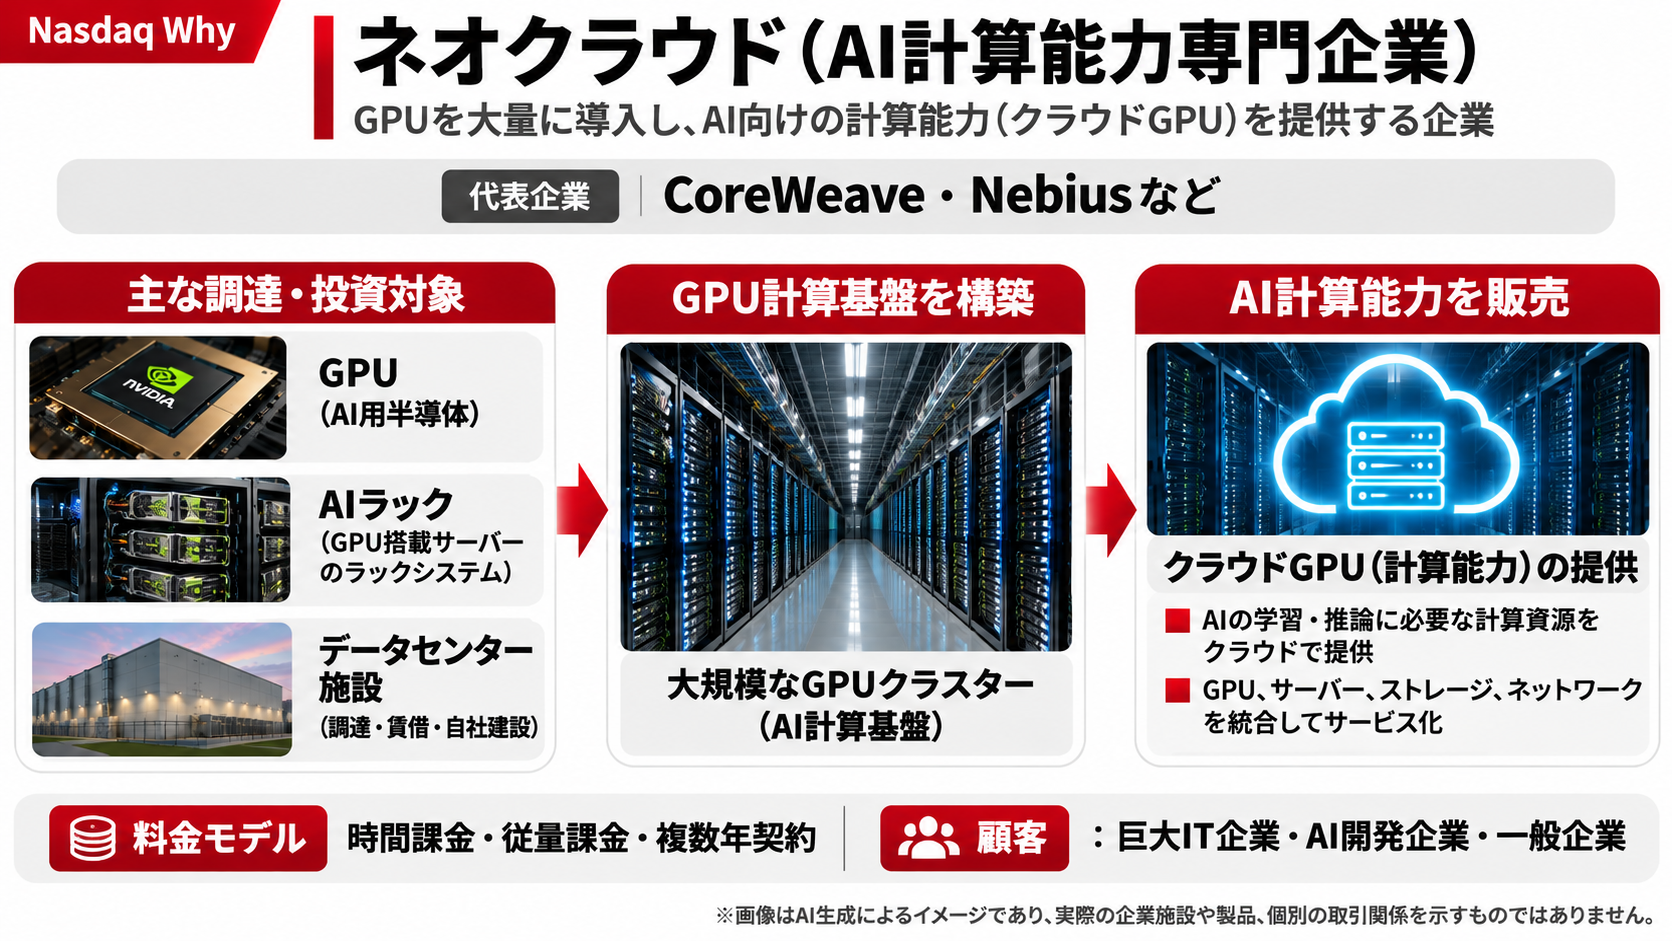 Nasdaq Why
ネオクラウド（AI計算能力専門企業）
GPUを大量に導入し、AI向けの計算能力（クラウドGPU）を提供する企業
代表企業
CoreWeave・Nebiusなど
主な調達・投資対象
NVIDIA
GPU
（AI用半導体）
AIラック
（GPU搭載サーバー
のラックシステム）
データセンター
施設
（調達・賃借・自社建設）
GPU計算基盤を構築
大規模なGPUクラスター
（AI計算基盤）
AI計算能力を販売
クラウドGPU（計算能力）の提供
AIの学習・推論に必要な計算資源を
クラウドで提供
GPU、サーバー、ストレージ、ネットワーク
を統合してサービス化
料金モデル
時間課金・従量課金・複数年契約
顧客
：巨大IT企業・AI開発企業・一般企業
※画像はAI生成によるイメージであり、実際の企業施設や製品、個別の取引関係を示すものではありません。